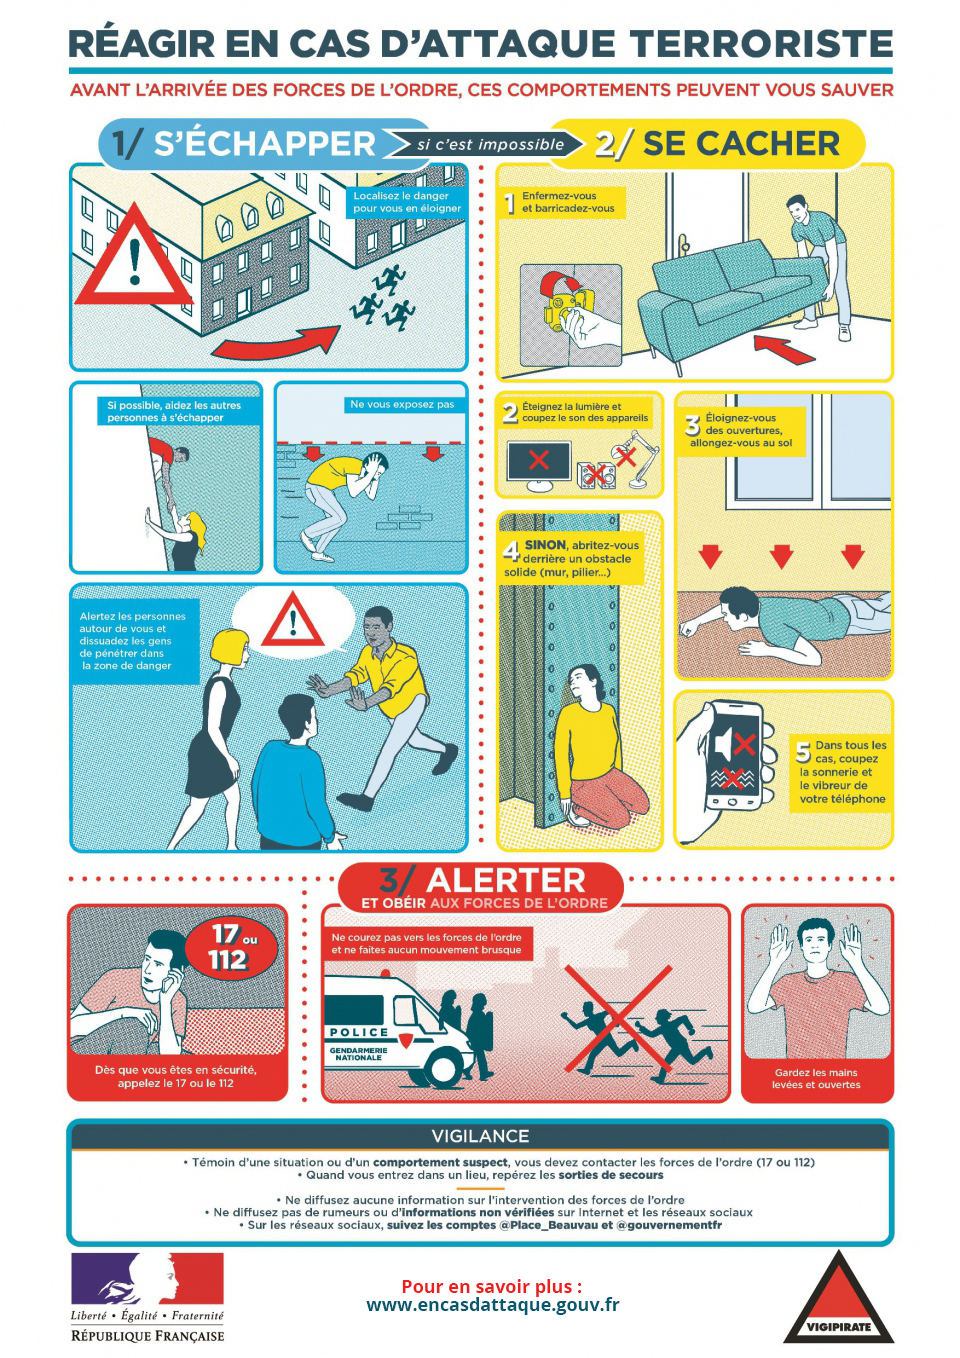 RÉAGIR EN CAS D'ATTAQUE TERRORISTE
AVANT L'ARRIVÉE DES FORCES DE L'ORDRE, CES COMPORTEMENTS PEUVENT VOUS SAUVER
1/ S'ÉCHAPPER
si c'est impossible
2/ SE CACHER
Localisez le danger
pour vous en éloigner
Si possible, aidez les autres
personnes à s'échapper
Ne vous exposez pas
Alertez les personnes
autour de vous et
dissuadez les gens
de pénétrer dans
la zone de danger
1 Enfermez-vous
et barricadez-vous
2 Éteignez la lumière et
coupez le son des appareils
3 Éloignez-vous
des ouvertures,
allongez-vous au sol
4 SINON, abritez-vous
derrière un obstacle
solide (mur, pilier...)
5 Dans tous les
cas, coupez
la sonnerie et
le vibreur de
votre téléphone
3/ ALERTER
ET OBÉIR AUX FORCES DE L'ORDRE
17 ou
112
Dès que vous êtes en sécurité,
appelez le 17 ou le 112
Ne courez pas vers les forces de l'ordre
et ne faites aucun mouvement brusque
POLICE
GENDARMERIE
NATIONALE
Gardez les mains
levées et ouvertes
VIGILANCE
• Témoin d'une situation ou d'un comportement suspect, vous devez contacter les forces de l'ordre (17 ou 112)
• Quand vous entrez dans un lieu, repérez les sorties de secours
• Ne diffusez aucune information sur l'intervention des forces de l'ordre
• Ne diffusez pas de rumeurs ou d'informations non vérifiées sur Internet et les réseaux sociaux
• Sur les réseaux sociaux, suivez les comptes @Place_Beauvau et @gouvernementfr
Liberté • Égalité • Fraternité
RÉPUBLIQUE FRANÇAISE
Pour en savoir plus :
www.encasdattaque.gouv.fr
VIGIPIRATE